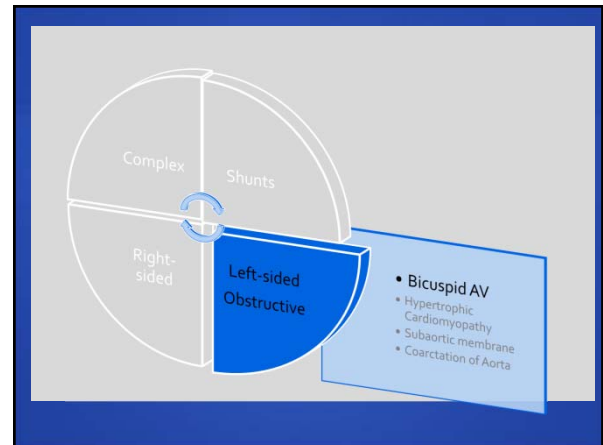 Complex
Shunts
Right-
sided
Left-sided
Obstructive
• Bicuspid AV
• Hypertrophic
Cardiomyopathy
• Subaortic membrane
• Coarctation of Aorta